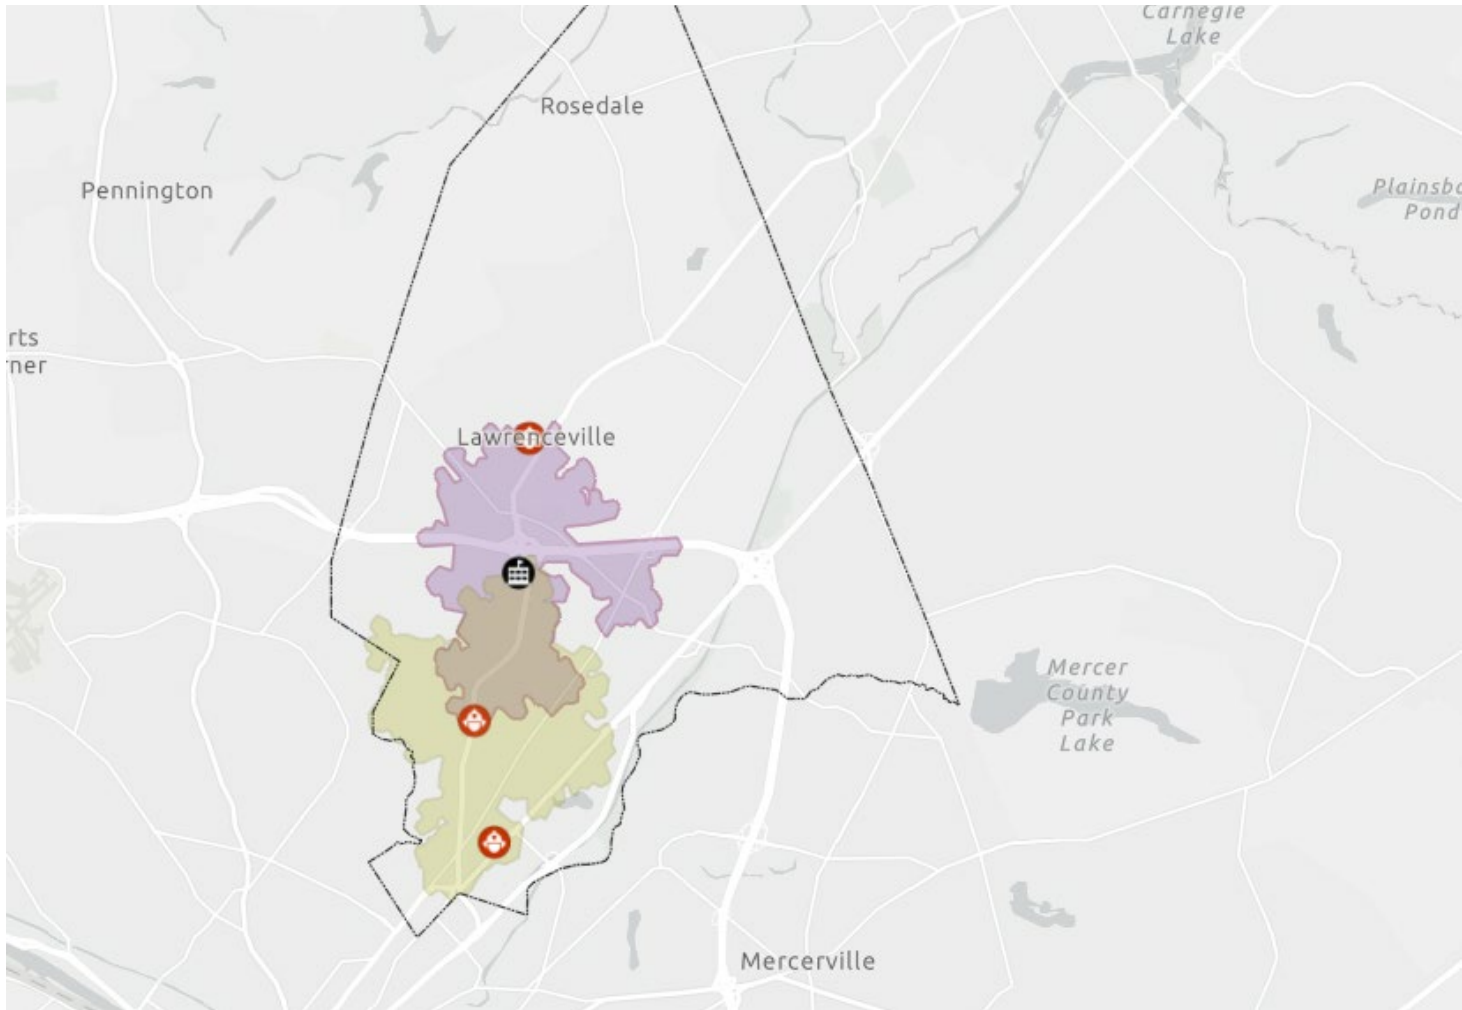 Carnegie
Lake
Rosedale
Pennington
Plainsbo
Pond
rts
rner
Lawrenceville
Mercer
County
Park
Lake
Mercerville